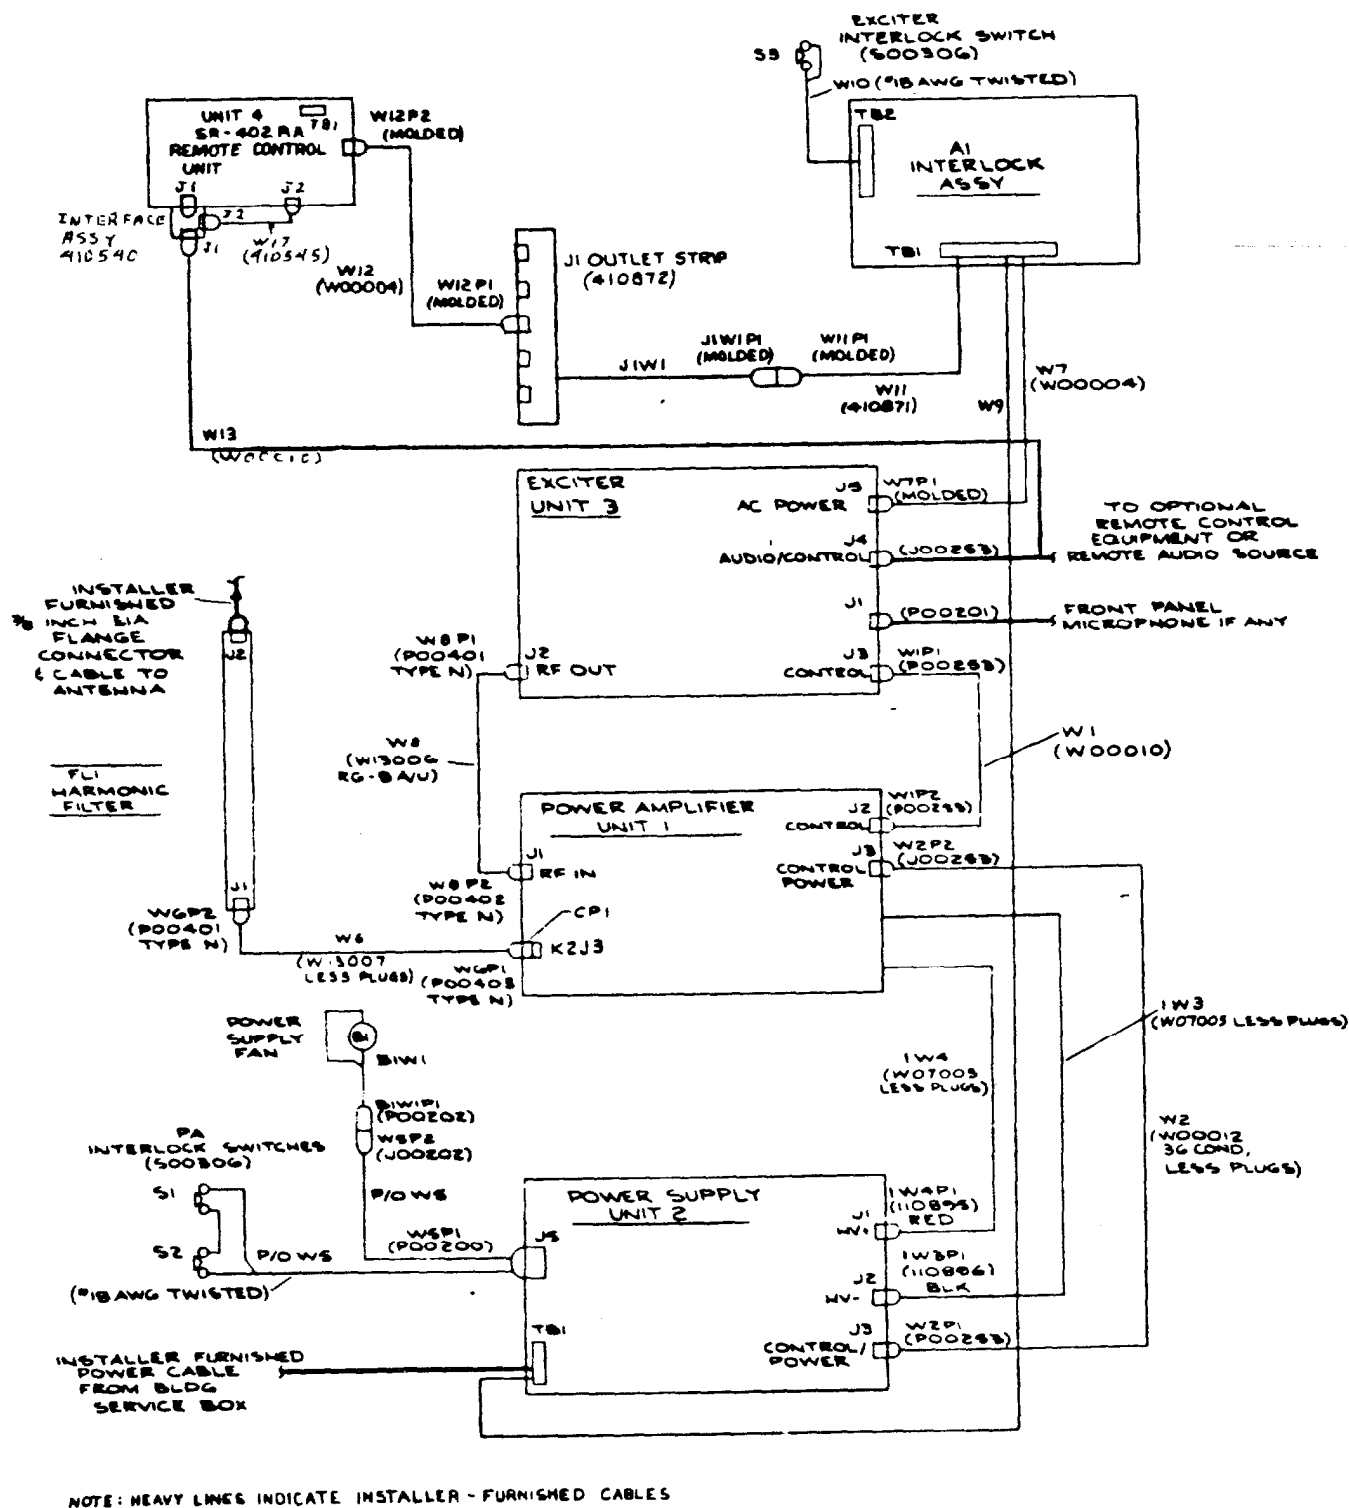 EXCITER
INTERLOCK SWITCH
(S00306)
S3
W10 (#18 AWG TWISTED)
UNIT 4
TB1
SR-402RA
REMOTE CONTROL
UNIT
J1
J2
W12P2
(MOLDED)
TB2
A1
INTERLOCK
ASSY
TB1
INTERFACE
ASSY
410540
J2
J1
W17
(410545)
W12
(W00004)
W12P1
(MOLDED)
J1 OUTLET STRIP
(410872)
J1W1
J1W1P1
(MOLDED)
W11P1
(MOLDED)
W11
(410871)
W9
W7
(W00004)
W13
EXCITER
UNIT 3
J5
AC POWER
W7P1
(MOLDED)
J4
AUDIO/CONTROL
(J00253)
TO OPTIONAL
REMOTE CONTROL
EQUIPMENT OR
REMOTE AUDIO SOURCE
J1
(P00201)
FRONT PANEL
MICROPHONE IF ANY
J3
CONTROL
W1P1
(P00253)
J2
RF OUT
W8P1
(P00401
TYPE N)
INSTALLER
FURNISHED
7/8 INCH EIA
FLANGE
CONNECTOR
& CABLE TO
ANTENNA
J2
W8
(W13006
RG-8A/U)
W1
(W00010)
FL1
HARMONIC
FILTER
POWER AMPLIFIER
UNIT 1
J2
CONTROL
W1P2
(P00253)
J3
CONTROL
POWER
W2P2
(J00253)
J1
RF IN
W8P2
(P00402
TYPE N)
CP1
K2J3
J1
W6P2
(P00401
TYPE N)
W6
(W13007
LESS PLUGS)
W6P1
(P00403
TYPE N)
POWER
SUPPLY
FAN
B1
B1W1
B1W1P1
(P00202)
W5P2
(J00202)
1W4
(W07005
LESS PLUGS)
1W3
(W07005 LESS PLUGS)
W2
(W00012
36 COND,
LESS PLUGS)
PA
INTERLOCK SWITCHES
(S00306)
S1
S2
P/O W5
P/O W5
(#18 AWG TWISTED)
W5P1
(P00200)
J5
POWER SUPPLY
UNIT 2
J1
HV+
1W4P1
(110895)
RED
J2
HV-
1W3P1
(110896)
BLK
J3
CONTROL/
POWER
W2P1
(P00253)
TB1
INSTALLER FURNISHED
POWER CABLE
FROM BLDG
SERVICE BOX
NOTE: HEAVY LINES INDICATE INSTALLER - FURNISHED CABLES